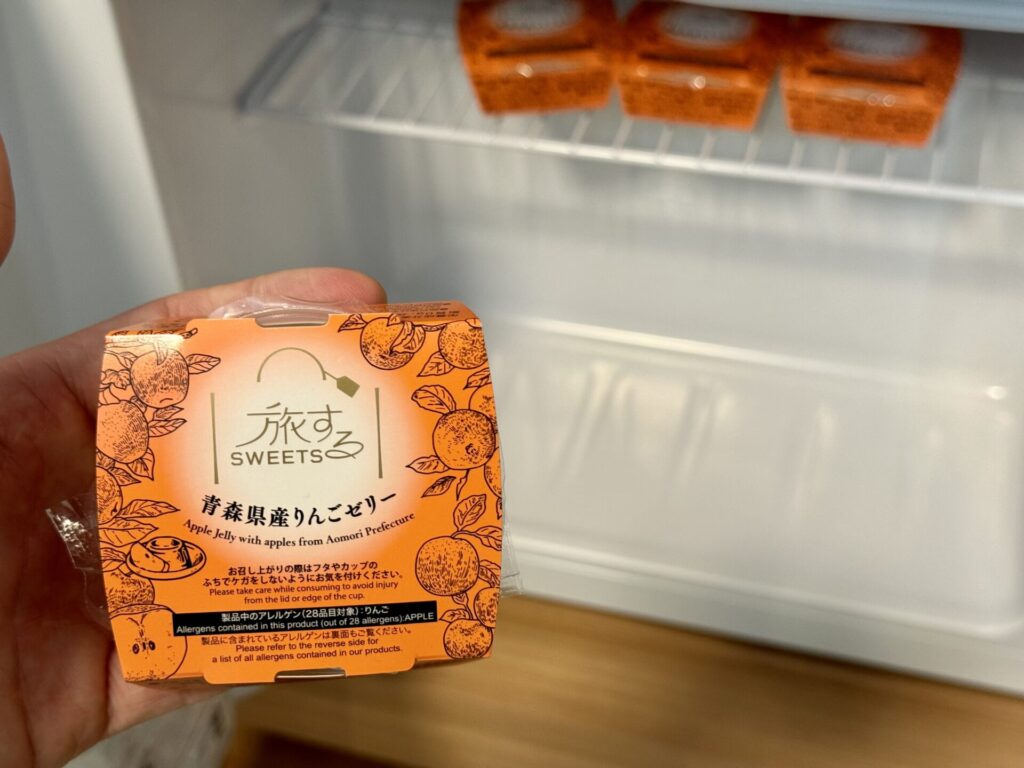 旅する
SWEETS
青森県産りんごゼリー
Apple Jelly with apples from Aomori Prefecture
お召し上がりの際はフタやカップの
ふちでケガをしないようにお気を付けください。
Please take care while consuming to avoid injury
from the lid or edge of the cup.
製品中のアレルゲン(28品目対象):りんご
Allergens contained in this product (out of 28 allergens):APPLE
製品に含まれているアレルゲンは裏面もご覧ください。
Please refer to the reverse side for
a list of all allergens contained in our products.